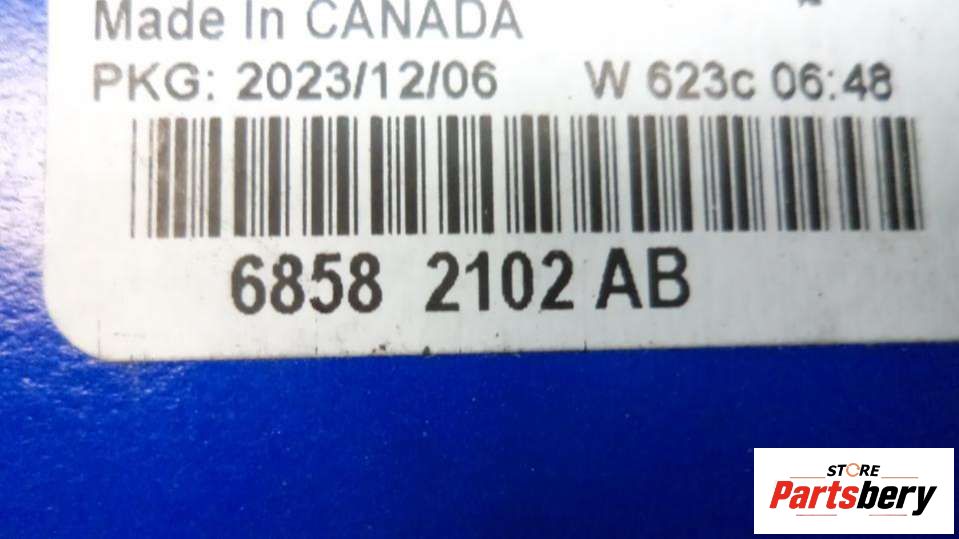 Made In CANADA
PKG: 2023/12/06 W 623c 06:48
6858 2102 AB
STORE
Partsbery